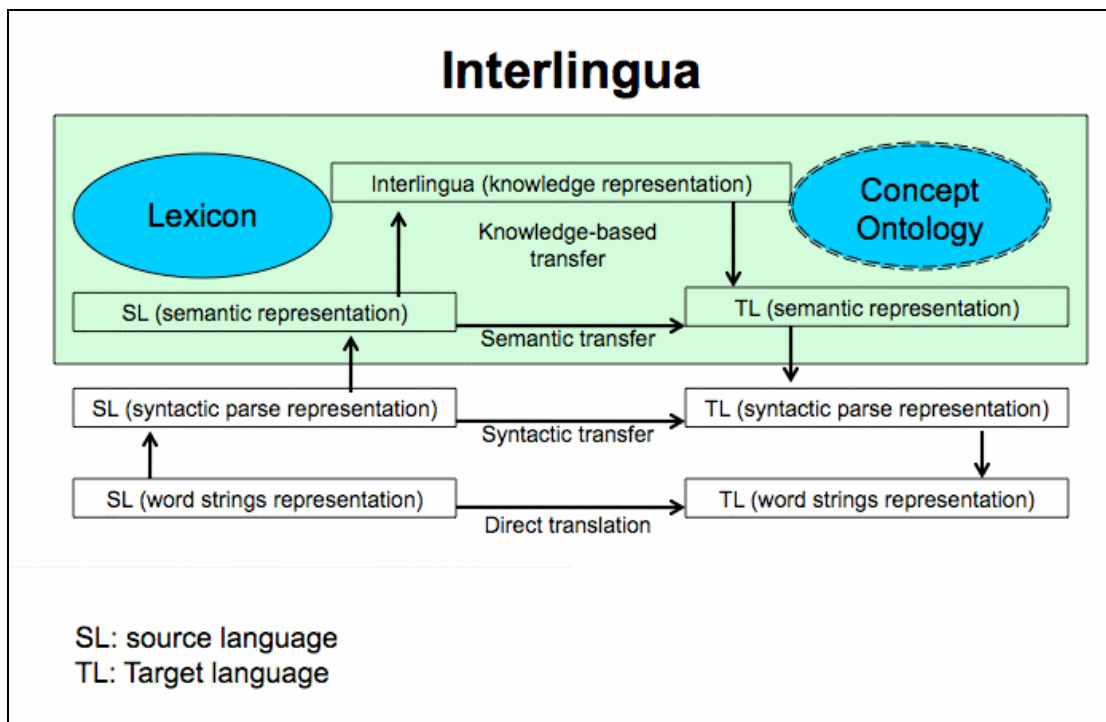 Interlingua
Lexicon
Interlingua (knowledge representation)
Concept
Ontology
Knowledge-based
transfer
SL (semantic representation)
TL (semantic representation)
Semantic transfer
SL (syntactic parse representation)
TL (syntactic parse representation)
Syntactic transfer
SL (word strings representation)
TL (word strings representation)
Direct translation
SL: source language
TL: Target language